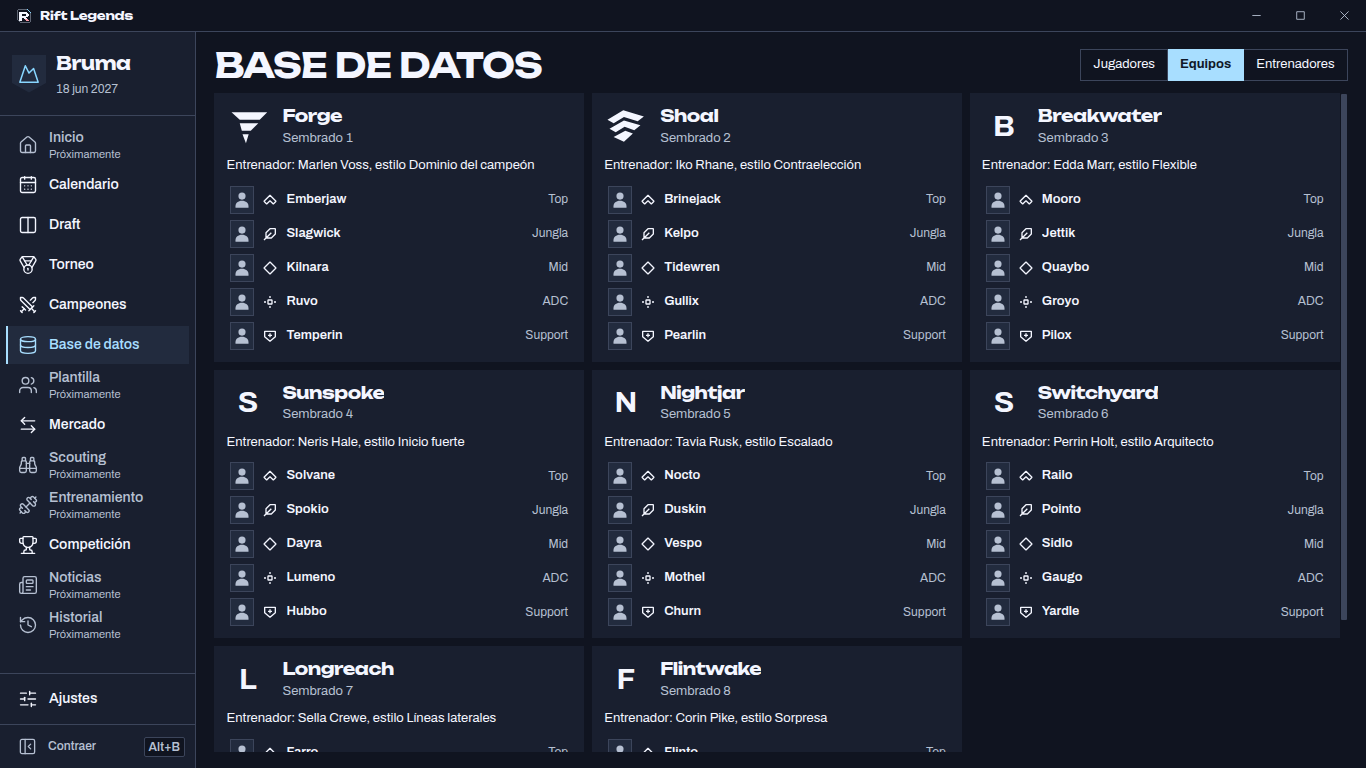 Rift Legends
Bruma
18 jun 2027
Inicio
Próximamente
Calendario
Draft
Torneo
Campeones
Base de datos
Plantilla
Próximamente
Mercado
Scouting
Próximamente
Entrenamiento
Próximamente
Competición
Noticias
Próximamente
Historial
Próximamente
Ajustes
Contraer Alt+B
BASE DE DATOS
Jugadores Equipos Entrenadores
Forge
Sembrado 1
Entrenador: Marlen Voss, estilo Dominio del campeón
Emberjaw Top
Slagwick Jungla
Kilnara Mid
Ruvo ADC
Temperin Support
Shoal
Sembrado 2
Entrenador: Iko Rhane, estilo Contraelección
Brinejack Top
Kelpo Jungla
Tidewren Mid
Gullix ADC
Pearlin Support
B
Breakwater
Sembrado 3
Entrenador: Edda Marr, estilo Flexible
Mooro Top
Jettik Jungla
Quaybo Mid
Groyo ADC
Pilox Support
S
Sunspoke
Sembrado 4
Entrenador: Neris Hale, estilo Inicio fuerte
Solvane Top
Spokio Jungla
Dayra Mid
Lumeno ADC
Hubbo Support
N
Nightjar
Sembrado 5
Entrenador: Tavia Rusk, estilo Escalado
Nocto Top
Duskin Jungla
Vespo Mid
Mothel ADC
Churn Support
S
Switchyard
Sembrado 6
Entrenador: Perrin Holt, estilo Arquitecto
Railo Top
Pointo Jungla
Sidlo Mid
Gaugo ADC
Yardle Support
L
Longreach
Sembrado 7
Entrenador: Sella Crewe, estilo Líneas laterales
Farro Top
F
Flintwake
Sembrado 8
Entrenador: Corin Pike, estilo Sorpresa
Flinto Top